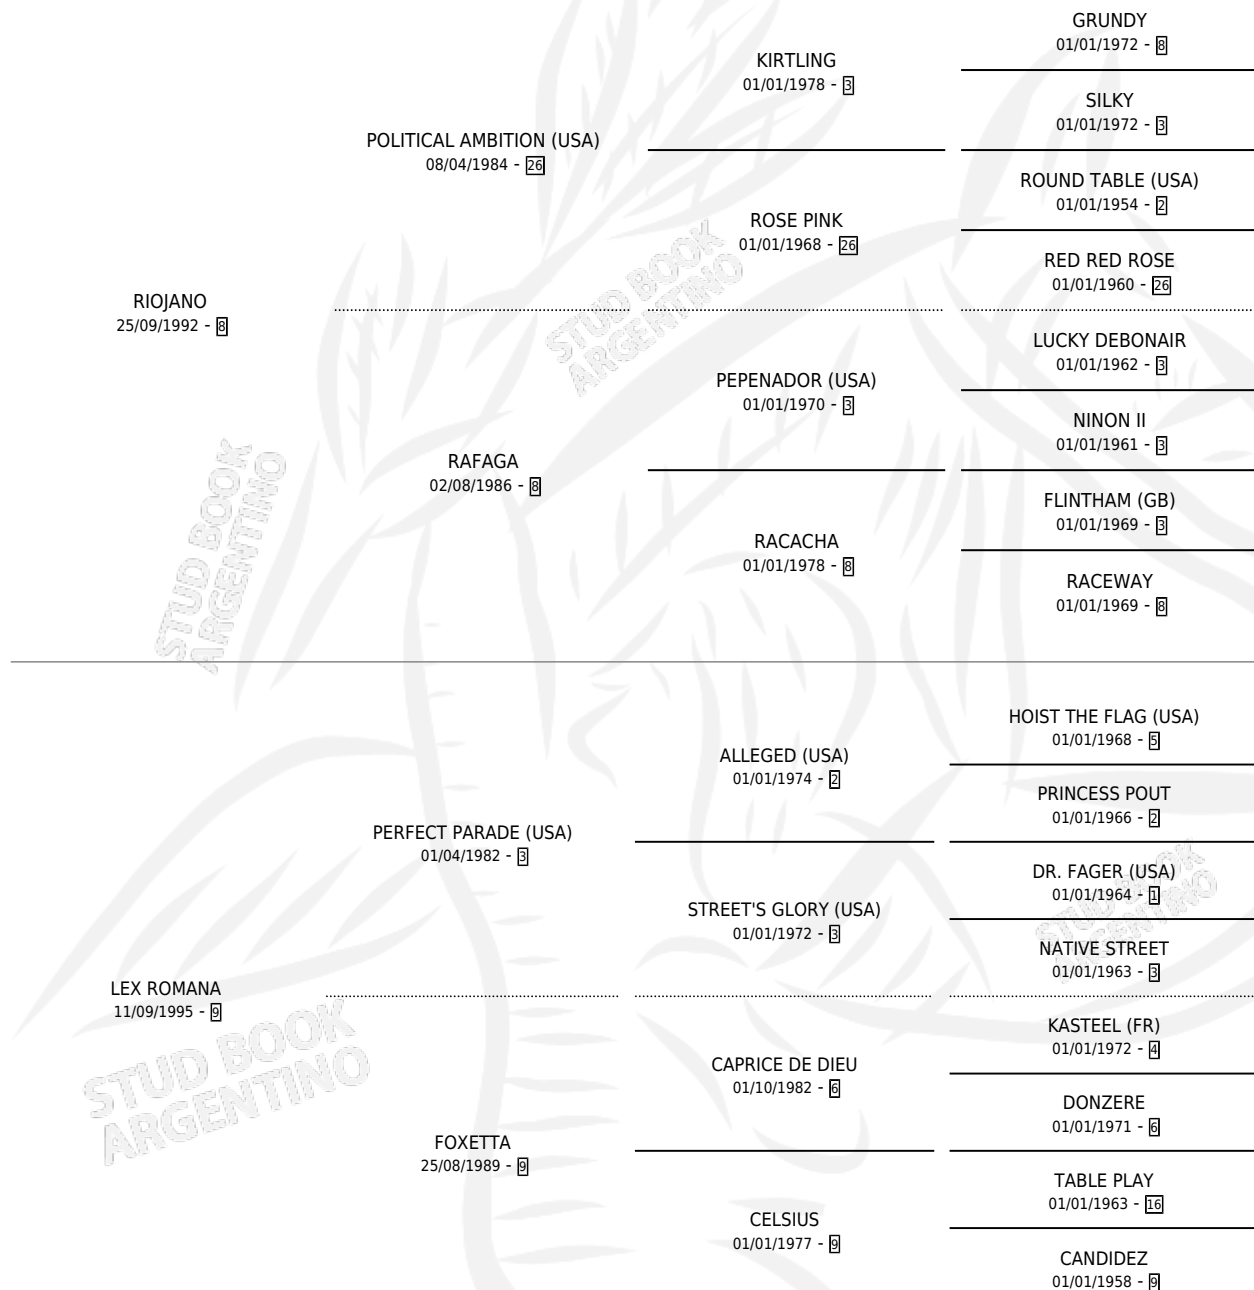 GRUNDY
01/01/1972 - 8
KIRTLING
01/01/1978 - 3
SILKY
01/01/1972 - 3
POLITICAL AMBITION (USA)
08/04/1984 - 26
ROUND TABLE (USA)
01/01/1954 - 2
ROSE PINK
01/01/1968 - 26
RED RED ROSE
01/01/1960 - 26
RIOJANO
25/09/1992 - 8
LUCKY DEBONAIR
01/01/1962 - 3
PEPENADOR (USA)
01/01/1970 - 3
NINON II
01/01/1961 - 3
RAFAGA
02/08/1986 - 8
FLINTHAM (GB)
01/01/1969 - 3
RACACHA
01/01/1978 - 8
RACEWAY
01/01/1969 - 8
HOIST THE FLAG (USA)
01/01/1968 - 5
ALLEGED (USA)
01/01/1974 - 2
PRINCESS POUT
01/01/1966 - 2
PERFECT PARADE (USA)
01/04/1982 - 3
DR. FAGER (USA)
01/01/1964 - 1
STREET'S GLORY (USA)
01/01/1972 - 3
NATIVE STREET
01/01/1963 - 3
LEX ROMANA
11/09/1995 - 9
KASTEEL (FR)
01/01/1972 - 4
CAPRICE DE DIEU
01/10/1982 - 6
DONZERE
01/01/1971 - 6
FOXETTA
25/08/1989 - 9
TABLE PLAY
01/01/1963 - 16
CELSIUS
01/01/1977 - 9
CANDIDEZ
01/01/1958 - 9
STUD BOOK
ARGENTINO
STUD BOOK
ARGENTINO
STUD BOOK
ARGENTINO
STUD BOOK
ARGENTINO